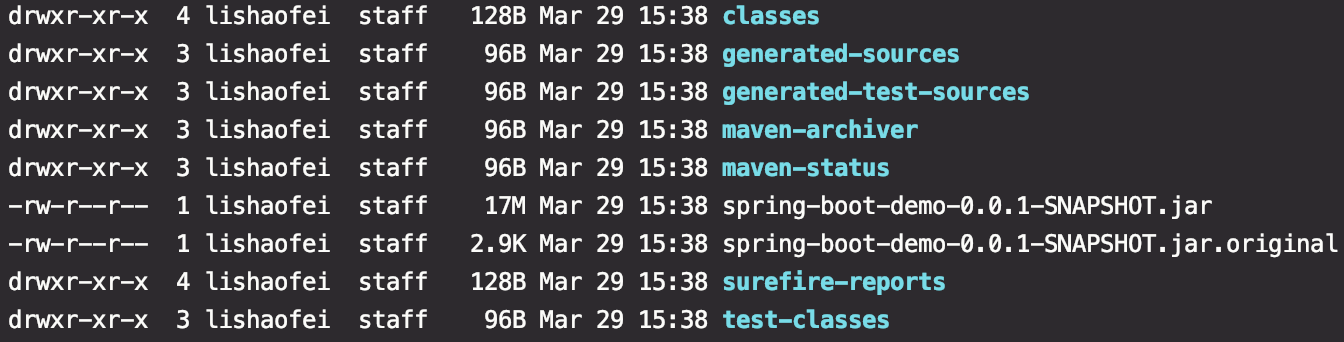 drwxr-xr-x  4 lishaofei  staff   128B Mar 29 15:38 classes
drwxr-xr-x  3 lishaofei  staff    96B Mar 29 15:38 generated-sources
drwxr-xr-x  3 lishaofei  staff    96B Mar 29 15:38 generated-test-sources
drwxr-xr-x  3 lishaofei  staff    96B Mar 29 15:38 maven-archiver
drwxr-xr-x  3 lishaofei  staff    96B Mar 29 15:38 maven-status
-rw-r--r--  1 lishaofei  staff    17M Mar 29 15:38 spring-boot-demo-0.0.1-SNAPSHOT.jar
-rw-r--r--  1 lishaofei  staff   2.9K Mar 29 15:38 spring-boot-demo-0.0.1-SNAPSHOT.jar.original
drwxr-xr-x  4 lishaofei  staff   128B Mar 29 15:38 surefire-reports
drwxr-xr-x  3 lishaofei  staff    96B Mar 29 15:38 test-classes